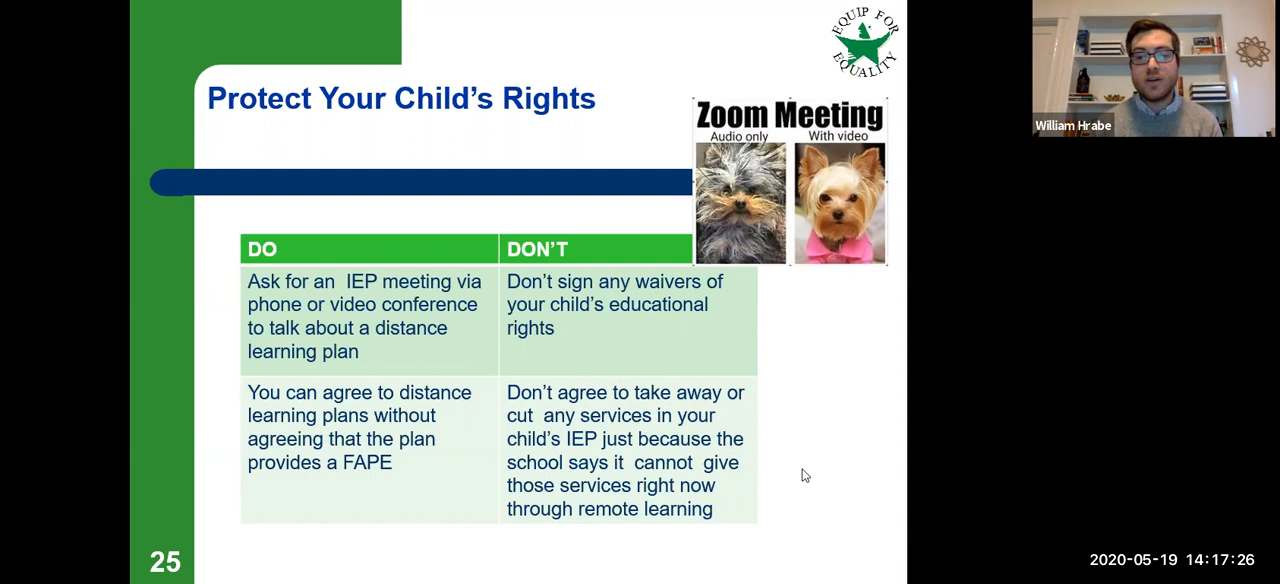 EQUIP FOR
EQUALITY
Protect Your Child's Rights
Zoom Meeting
Audio only
With video
DO
DON'T
Ask for an  IEP meeting via
phone or video conference
to talk about a distance
learning plan
Don't sign any waivers of
your child's educational
rights
You can agree to distance
learning plans without
agreeing that the plan
provides a FAPE
Don't agree to take away or
cut  any services in your
child's IEP just because the
school says it  cannot  give
those services right now
through remote learning
25
William Hrabe
2020-05-19  14:17:26